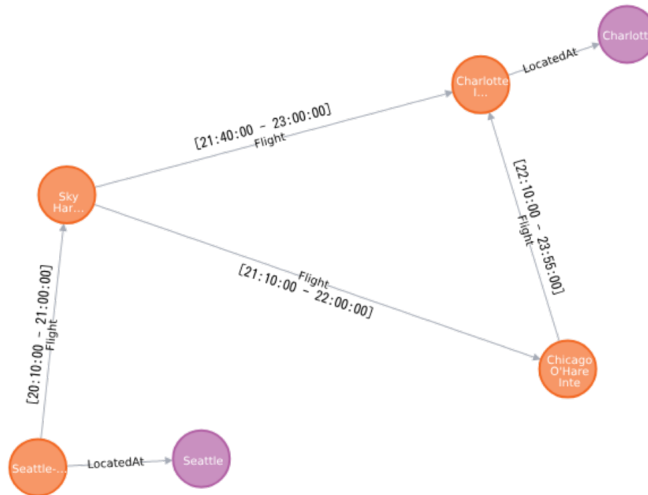 Charlott
LocatedAt
Charlotte
I...
[21:40:00 - 23:00:00]
Flight
Sky
Har...
[22:10:00 - 23:55:00]
Flight
Flight
[21:10:00 - 22:00:00]
[20:10:00 - 21:00:00]
Flight
Chicago
O'Hare
Inte
Seattle-...
LocatedAt
Seattle